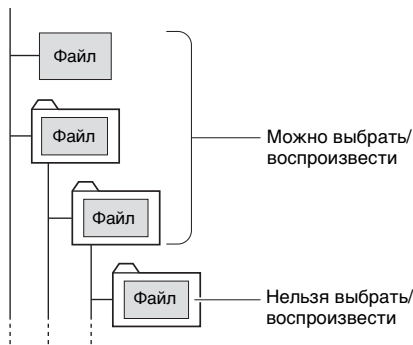 Файл
Файл
Можно выбрать/
воспроизвести
Файл
Файл
Нельзя выбрать/
воспроизвести